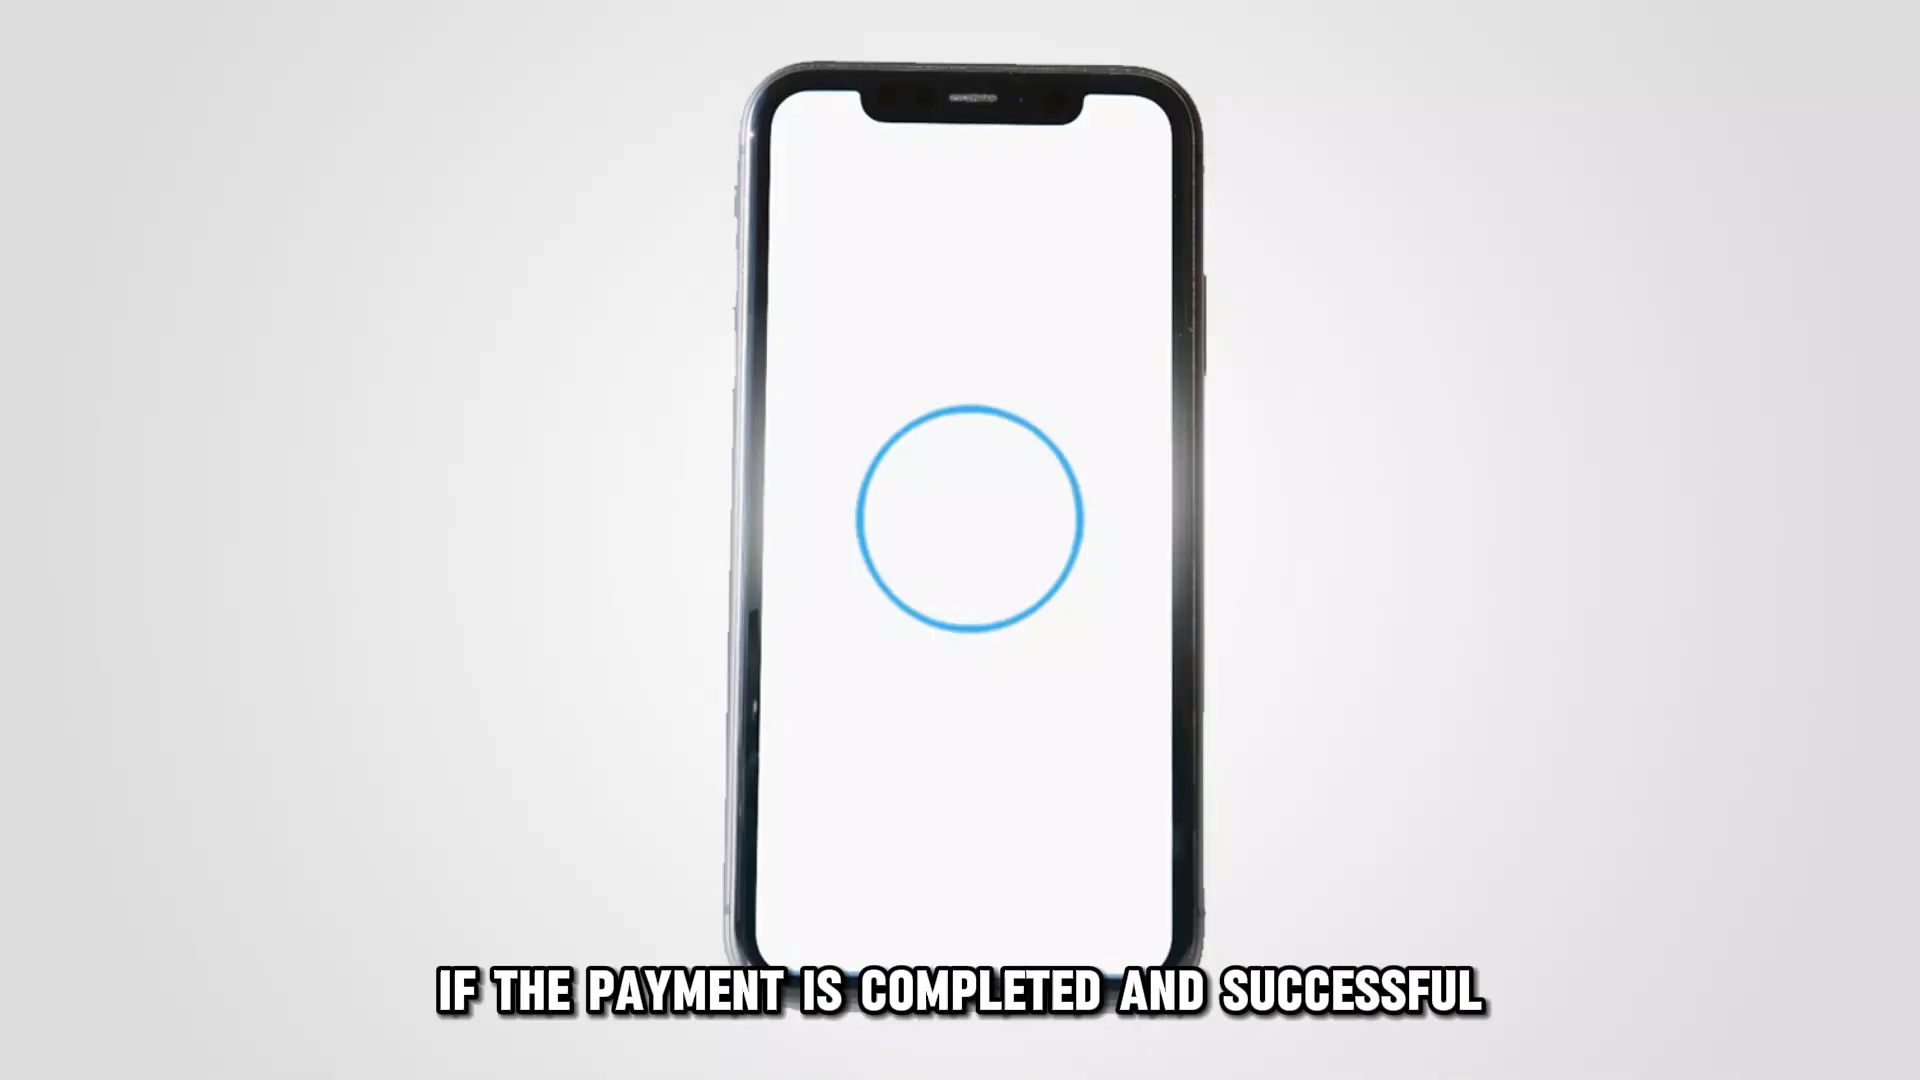 IF THE PAYMENT IS COMPLETED AND SUCCESSFUL